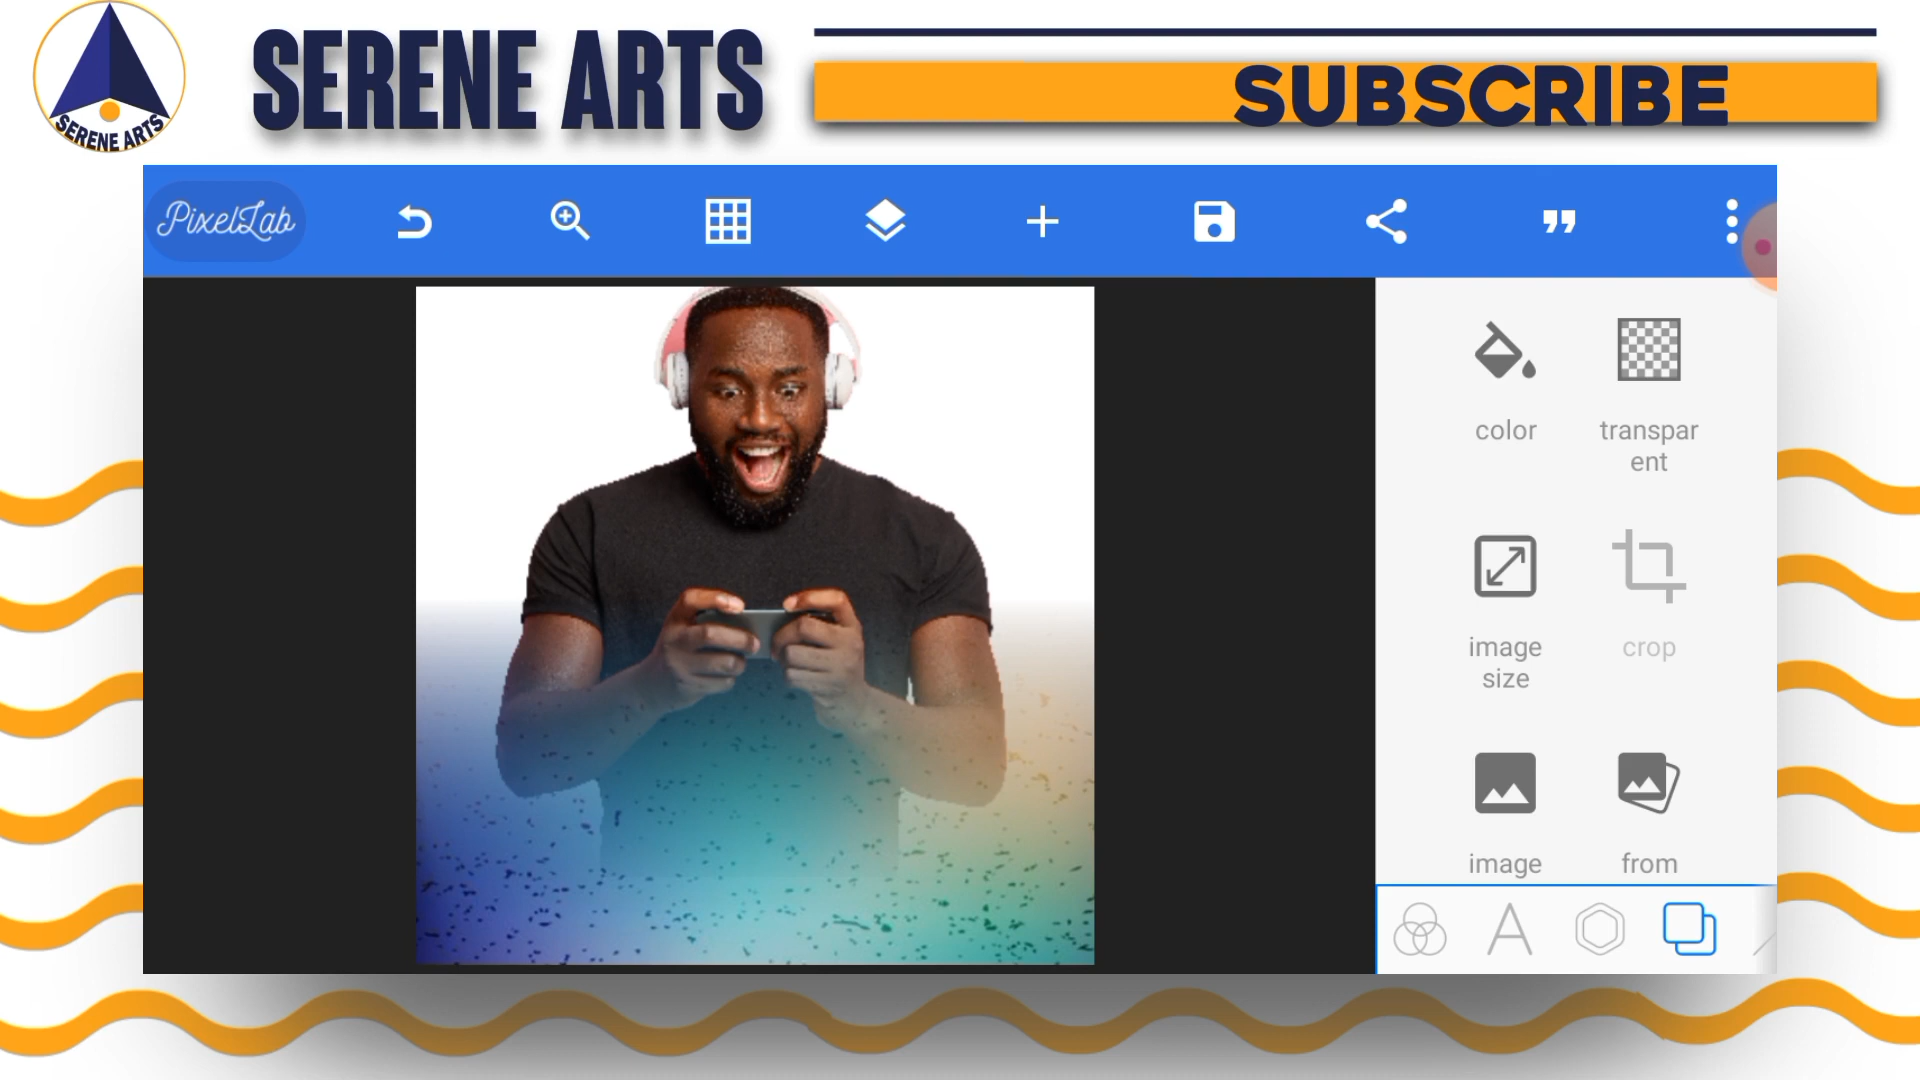 SERENE ARTS
SERENE ARTS
SUBSCRIBE
PixelLab
color
transpar
ent
image
size
crop
image
from